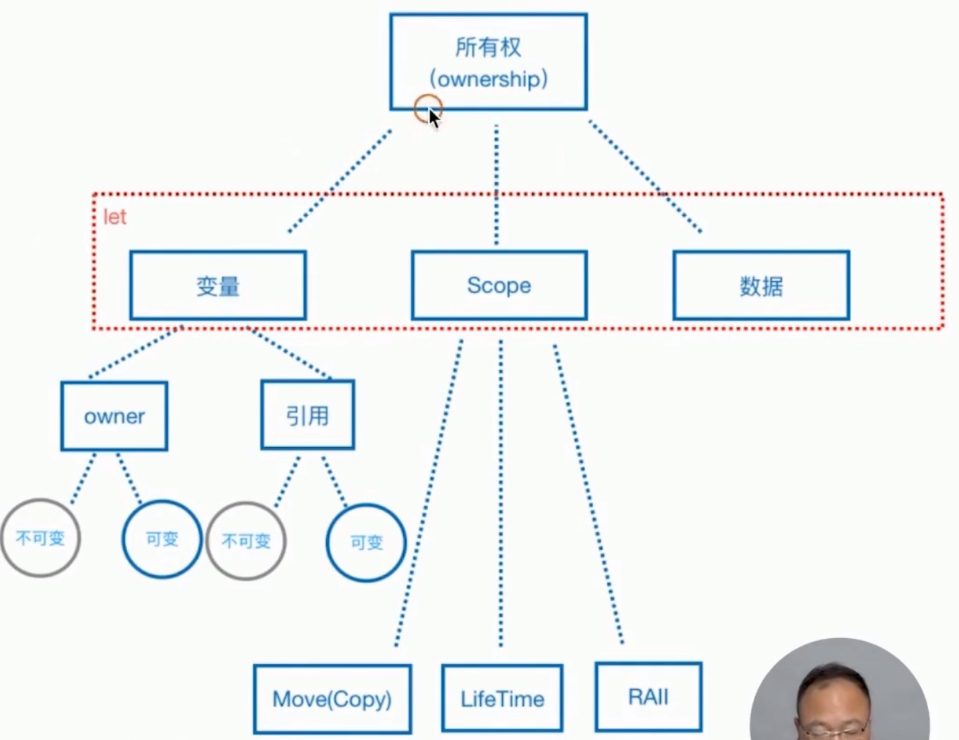 所有权
(ownership)
let
变量
Scope
数据
owner
引用
不可变
可变
不可变
可变
Move(Copy)
LifeTime
RAII